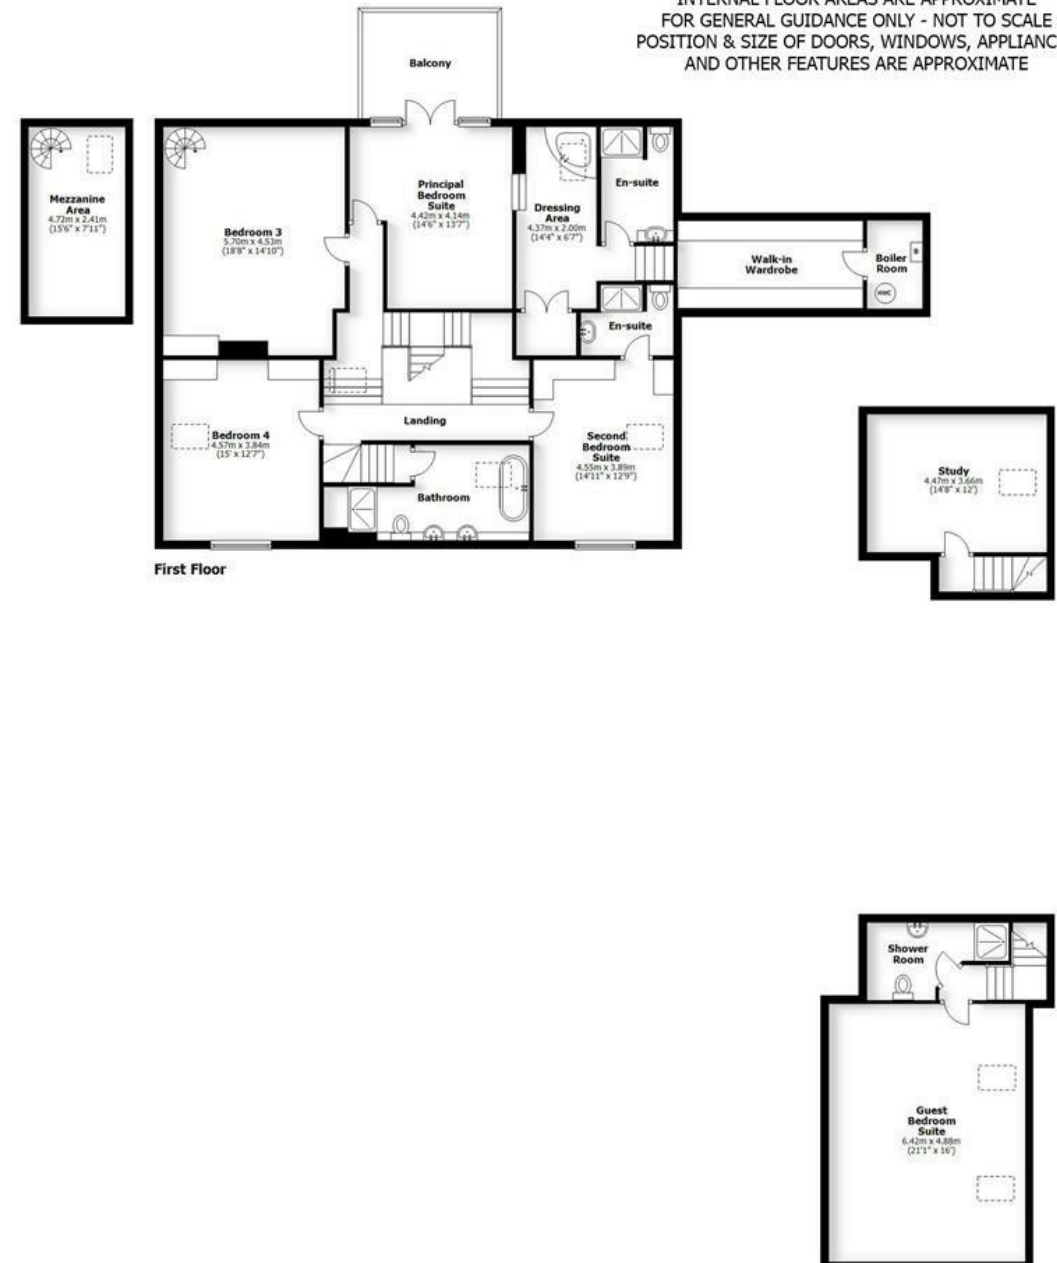 INTERNAL FLOOR AREAS ARE APPROXIMATE
FOR GENERAL GUIDANCE ONLY - NOT TO SCALE
POSITION & SIZE OF DOORS, WINDOWS, APPLIANC
AND OTHER FEATURES ARE APPROXIMATE
Balcony
Mezzanine
Area
4.72m x 2.41m
(15'6" x 7'11")
Bedroom 3
5.70m x 4.53m
(18'8" x 14'10")
Principal
Bedroom
Suite
4.42m x 4.14m
(14'6" x 13'7")
Dressing
Area
4.37m x 2.00m
(14'4" x 6'7")
En-suite
Walk-in
Wardrobe
Boiler
Room
HWC
En-suite
Landing
Bedroom 4
4.57m x 3.84m
(15' x 12'7")
Second
Bedroom
Suite
4.55m x 3.89m
(14'11" x 12'9")
Bathroom
Study
4.47m x 3.66m
(14'8" x 12')
First Floor
Shower
Room
Guest
Bedroom
Suite
6.42m x 4.88m
(21'1" x 16')